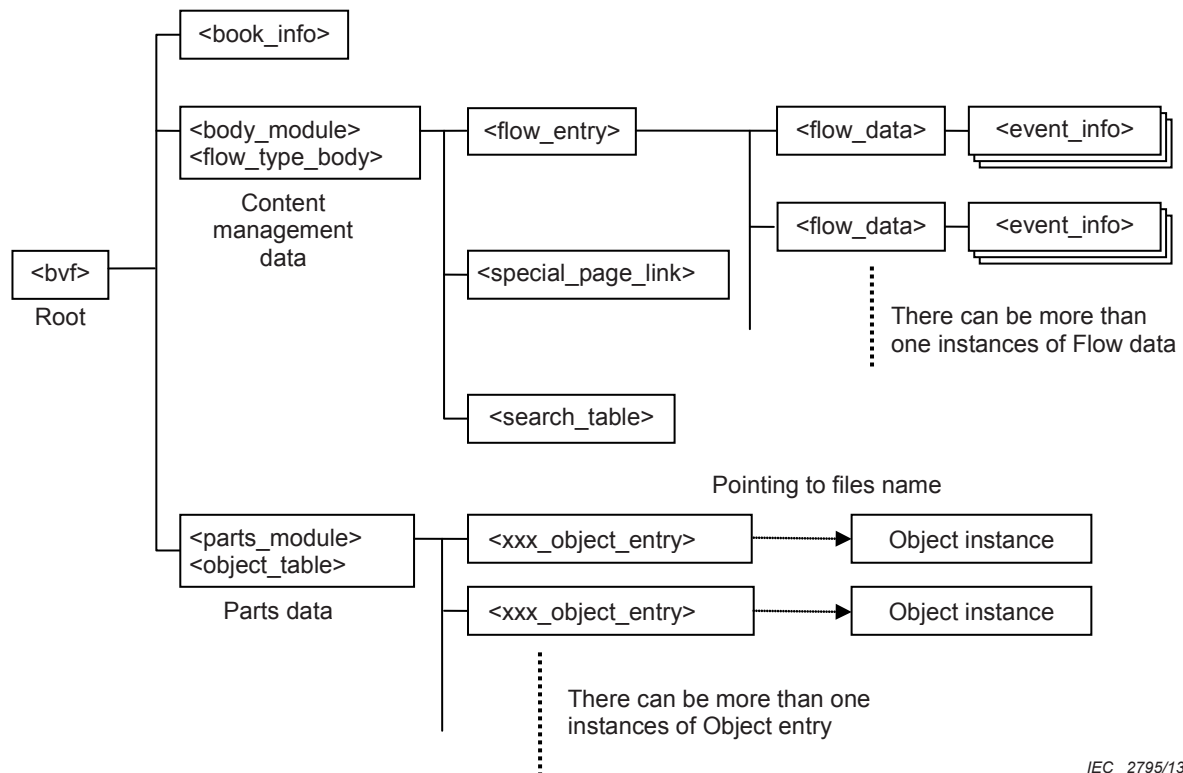 <book_info>
<body_module>
<flow_type_body>
Content
management
data
<flow_entry>
<flow_data>
<event_info>
<flow_data>
<event_info>
There can be more than
one instances of Flow data
<special_page_link>
<search_table>
<bvf>
Root
Pointing to files name
<parts_module>
<object_table>
Parts data
<xxx_object_entry>
Object instance
<xxx_object_entry>
Object instance
There can be more than one
instances of Object entry
IEC 2795/13